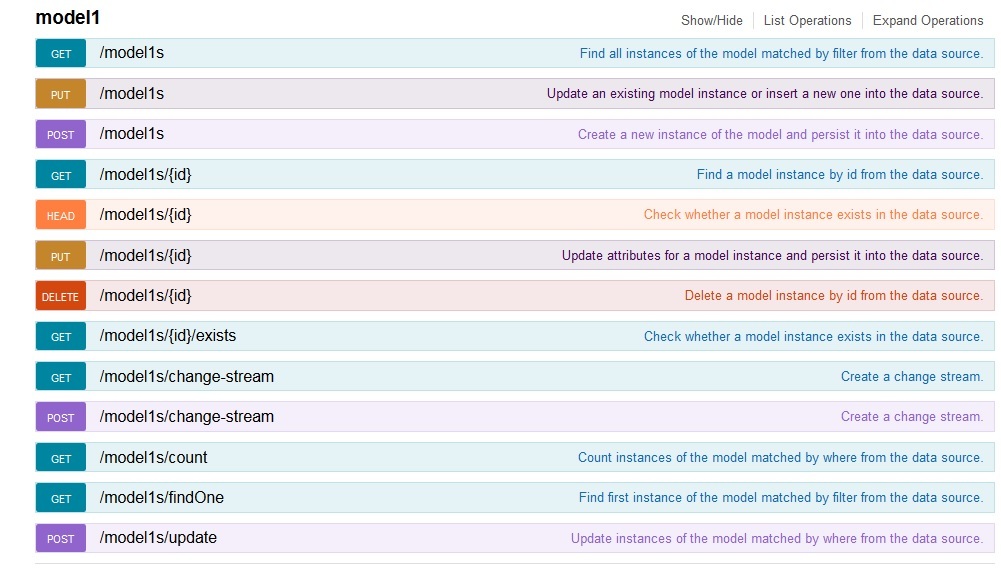 model1 Show/Hide List Operations Expand Operations
GET /model1s Find all instances of the model matched by filter from the data source.
PUT /model1s Update an existing model instance or insert a new one into the data source.
POST /model1s Create a new instance of the model and persist it into the data source.
GET /model1s/{id} Find a model instance by id from the data source.
HEAD /model1s/{id} Check whether a model instance exists in the data source.
PUT /model1s/{id} Update attributes for a model instance and persist it into the data source.
DELETE /model1s/{id} Delete a model instance by id from the data source.
GET /model1s/{id}/exists Check whether a model instance exists in the data source.
GET /model1s/change-stream Create a change stream.
POST /model1s/change-stream Create a change stream.
GET /model1s/count Count instances of the model matched by where from the data source.
GET /model1s/findOne Find first instance of the model matched by filter from the data source.
POST /model1s/update Update instances of the model matched by where from the data source.